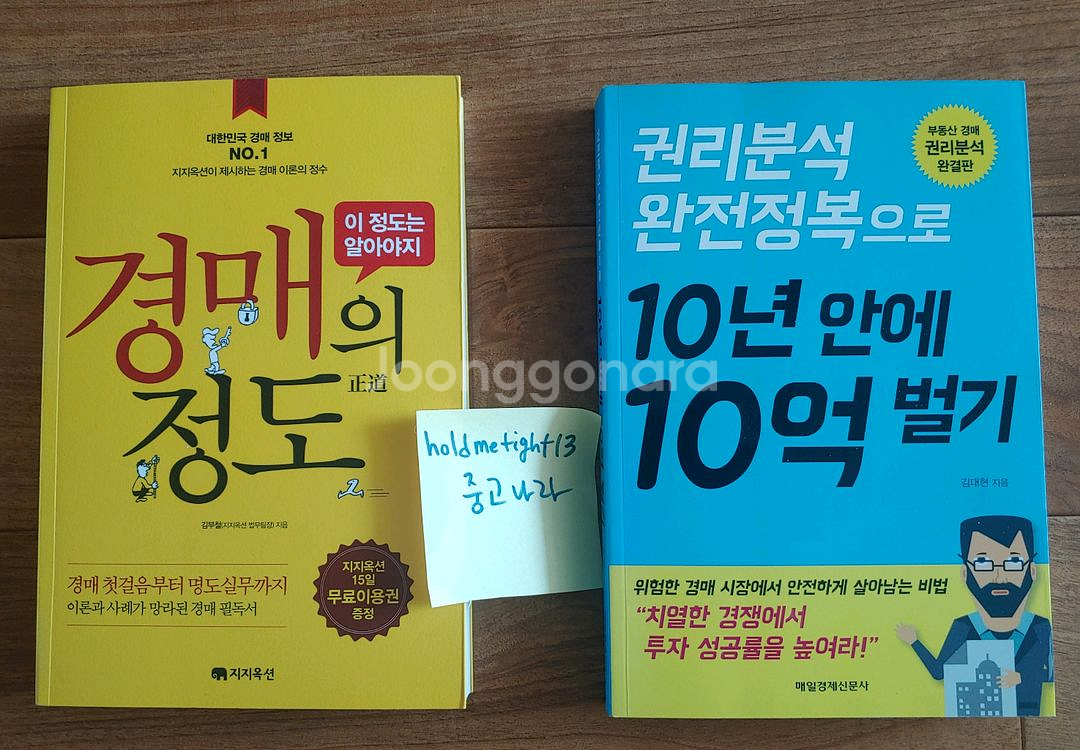 대한민국 경매 정보
NO.1
지지옥션이 제시하는 경매 이론의 정수
이 정도는
알아야지
경매의
정도 正道
김부철(지지옥션 법무팀장) 지음
경매 첫걸음부터 명도실무까지
이론과 사례가 망라된 경매 필독서
지지옥션
15일
무료이용권
증정
지지옥션
joonggonara
holdmetight13
중고나라
권리분석
완전정복으로
부동산 경매
권리분석
완결판
10년 안에
10억 벌기
김대현 지음
위험한 경매 시장에서 안전하게 살아남는 비법
“치열한 경쟁에서
투자 성공률을 높여라!”
매일경제신문사